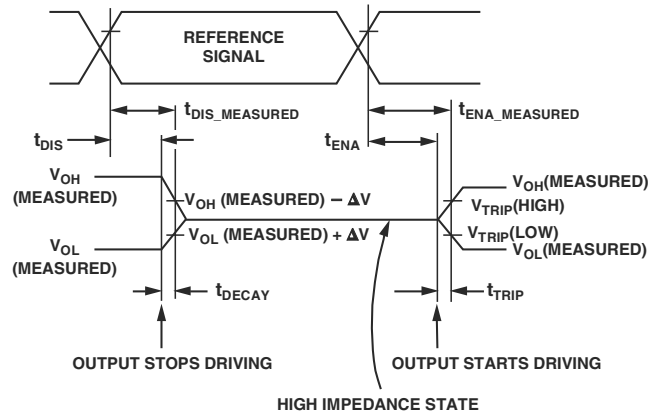 REFERENCE
SIGNAL
tDIS_MEASURED
tENA_MEASURED
tDIS
tENA
VOH
(MEASURED)
VOH (MEASURED) – ΔV
VOH(MEASURED)
VTRIP(HIGH)
VOL
(MEASURED)
VOL (MEASURED) + ΔV
VTRIP(LOW)
VOL(MEASURED)
tDECAY
tTRIP
OUTPUT STOPS DRIVING
OUTPUT STARTS DRIVING
HIGH IMPEDANCE STATE